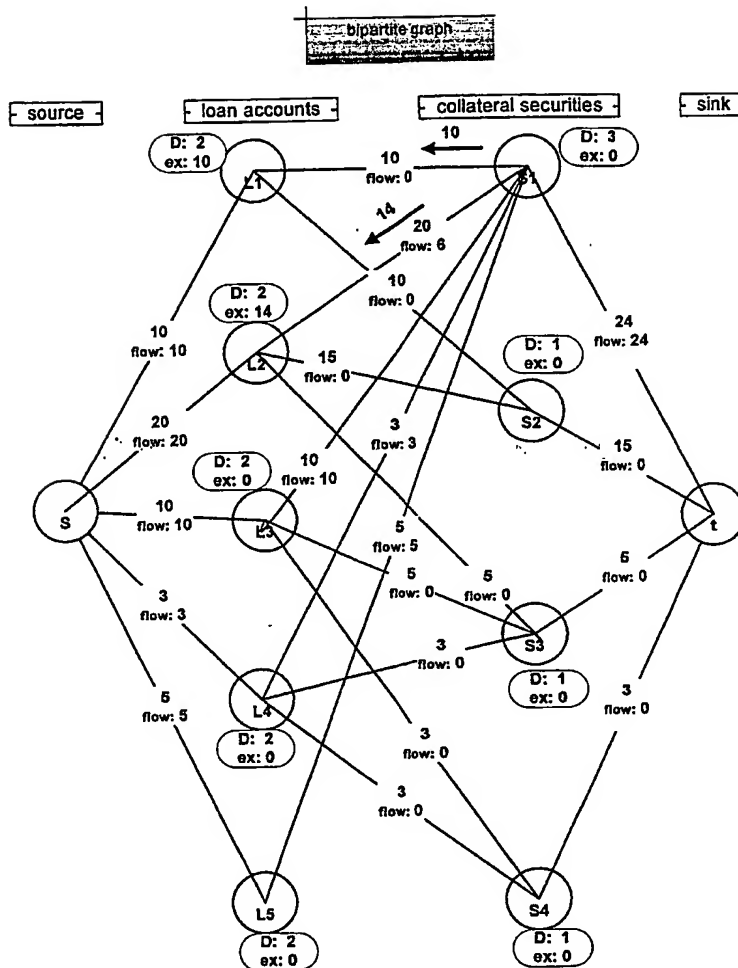 bipartite graph
source
loan accounts
collateral securities
sink
D: 2
ex: 10
L1
10
10
flow: 0
S1
D: 3
ex: 0
14
20
flow: 6
D: 2
ex: 14
L2
10
flow: 0
10
flow: 10
24
flow: 24
D: 1
ex: 0
S2
15
flow: 0
20
flow: 20
3
flow: 3
15
flow: 0
D: 2
ex: 0
L3
10
flow: 10
S
10
flow: 10
5
flow: 5
t
5
flow: 0
5
flow: 0
S3
D: 1
ex: 0
5
flow: 0
3
flow: 3
3
flow: 0
L4
D: 2
ex: 0
5
flow: 5
3
flow: 0
3
flow: 0
3
flow: 0
L5
D: 2
ex: 0
S4
D: 1
ex: 0